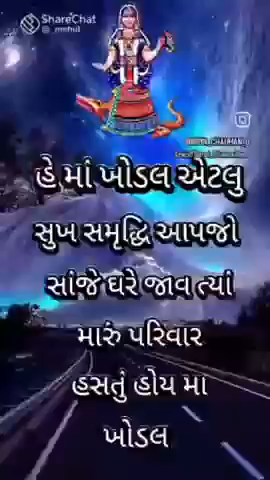 ShareChat
હે માં ખોડલ એટલુ
સુખ સમૃદ્ધિ આપજો
સાંજે ઘરે જાવ ત્યાં
મારું પરિવાર
હસતું હોય મા
ખોડલ